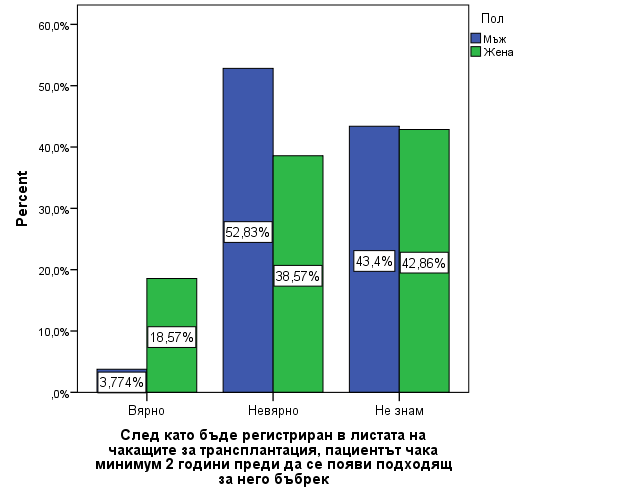 Пол
Мъж
Жена
60,0%
50,0%
40,0%
30,0%
20,0%
10,0%
,0%
Percent
3,774%
18,57%
52,83%
38,57%
43,4%
42,86%
Вярно
Невярно
Не знам
След като бъде регистриран в листата на
чакащите за трансплантация, пациентът чака
минимум 2 години преди да се появи подходящ
за него бъбрек